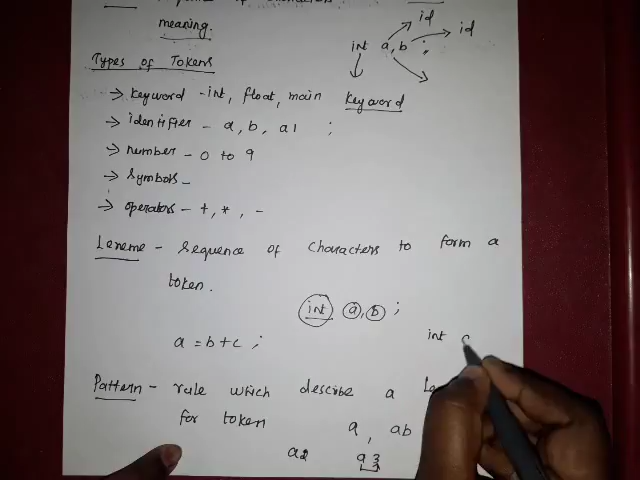 meaning.
id
id
int a, b ;
Types of Tokens
→ keyword - int, float, main keyword
→ identifier - a, b, a1 ;
→ number - 0 to 9
→ symbols -
→ operators - +, *, -
Lexeme - sequence of characters to form a
token.
int a, b ;
a = b + c ;
int
Pattern - rule which describe a
for token
a, ab
a2 93